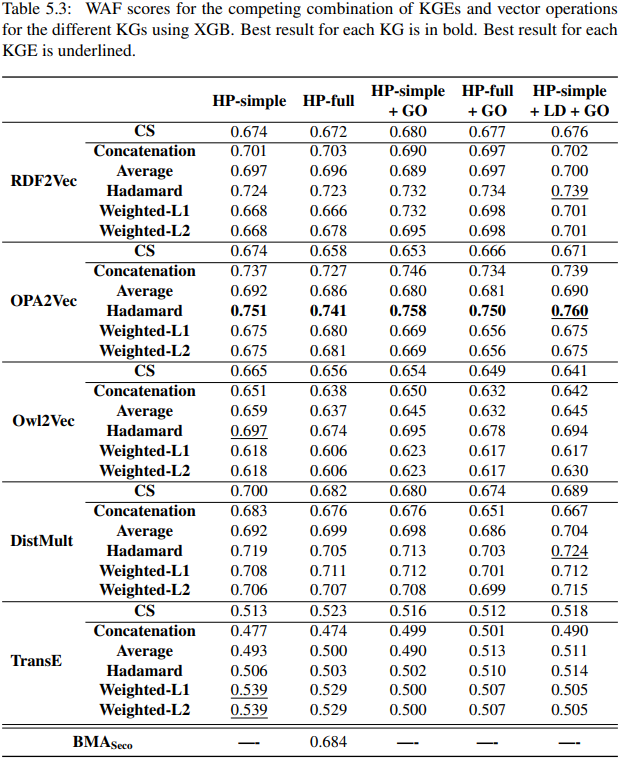 Table 5.3: WAF scores for the competing combination of KGEs and vector operations
for the different KGs using XGB. Best result for each KG is in bold. Best result for each
KGE is underlined.
HP-simple HP-full HP-simple + GO HP-full + GO HP-simple + LD + GO
RDF2Vec
CS 0.674 0.672 0.680 0.677 0.676
Concatenation 0.701 0.703 0.690 0.697 0.702
Average 0.697 0.696 0.689 0.697 0.700
Hadamard 0.724 0.723 0.732 0.734 0.739
Weighted-L1 0.668 0.666 0.732 0.698 0.701
Weighted-L2 0.668 0.678 0.695 0.698 0.701
OPA2Vec
CS 0.674 0.658 0.653 0.666 0.671
Concatenation 0.737 0.727 0.746 0.734 0.739
Average 0.692 0.686 0.680 0.681 0.690
Hadamard 0.751 0.741 0.758 0.750 0.760
Weighted-L1 0.675 0.680 0.669 0.656 0.675
Weighted-L2 0.675 0.681 0.669 0.656 0.675
Owl2Vec
CS 0.665 0.656 0.654 0.649 0.641
Concatenation 0.651 0.638 0.650 0.632 0.642
Average 0.659 0.637 0.645 0.632 0.645
Hadamard 0.697 0.674 0.695 0.678 0.694
Weighted-L1 0.618 0.606 0.623 0.617 0.617
Weighted-L2 0.618 0.606 0.623 0.617 0.630
DistMult
CS 0.700 0.682 0.680 0.674 0.689
Concatenation 0.683 0.676 0.676 0.651 0.667
Average 0.692 0.699 0.698 0.686 0.704
Hadamard 0.719 0.705 0.713 0.703 0.724
Weighted-L1 0.708 0.711 0.712 0.701 0.712
Weighted-L2 0.706 0.707 0.708 0.699 0.715
TransE
CS 0.513 0.523 0.516 0.512 0.518
Concatenation 0.477 0.474 0.499 0.501 0.490
Average 0.493 0.500 0.490 0.513 0.511
Hadamard 0.506 0.503 0.502 0.510 0.514
Weighted-L1 0.539 0.529 0.500 0.507 0.505
Weighted-L2 0.539 0.529 0.500 0.507 0.505
BMASeco —- 0.684 —- —- —-